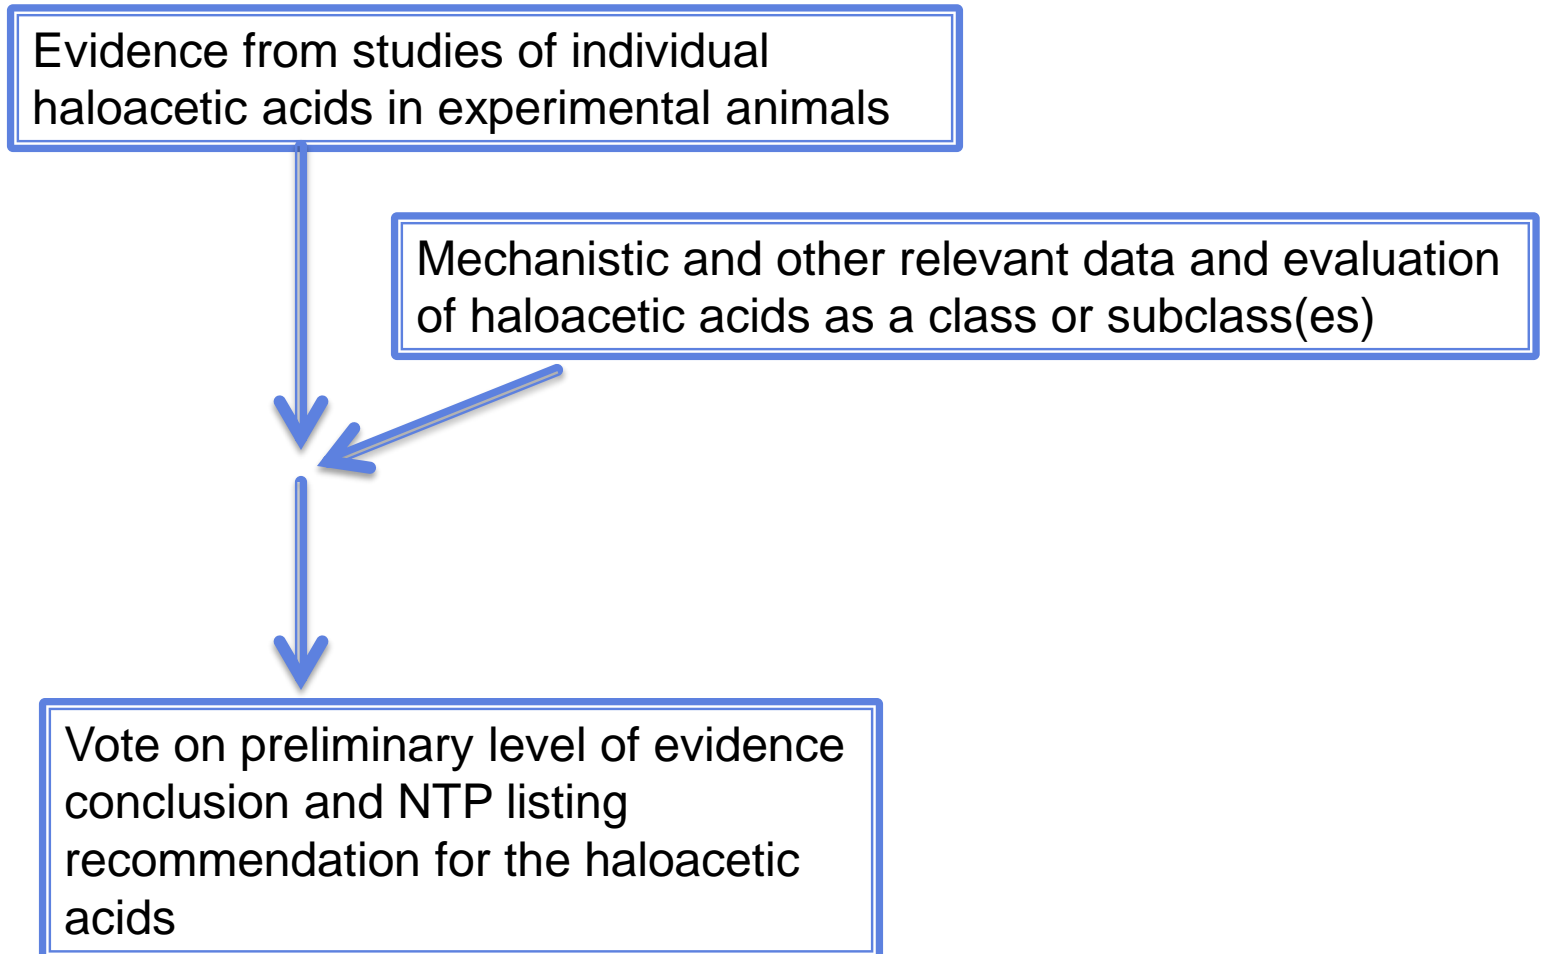 Evidence from studies of individual
haloacetic acids in experimental animals
Mechanistic and other relevant data and evaluation
of haloacetic acids as a class or subclass(es)
Vote on preliminary level of evidence
conclusion and NTP listing
recommendation for the haloacetic
acids